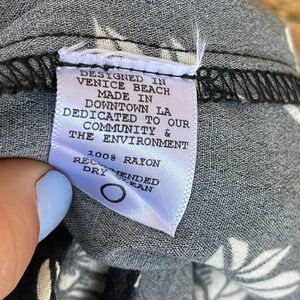 DESIGNED IN
VENICE BEACH
MADE IN
DOWNTOWN LA
DEDICATED TO OUR
COMMUNITY &
THE ENVIRONMENT
100% RAYON
RECOMMENDED
DRY CLEAN